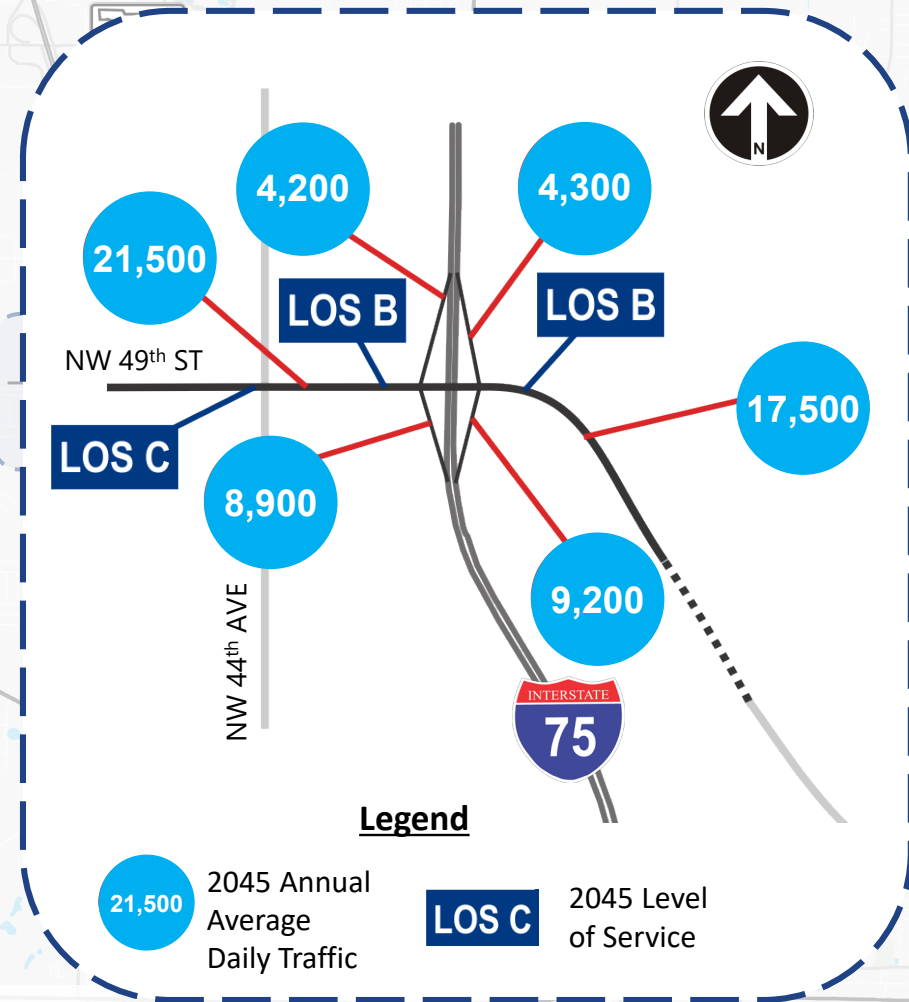 N
4,200
4,300
21,500
LOS B
LOS B
NW 49th ST
17,500
LOS C
8,900
9,200
NW 44th AVE
INTERSTATE
75
Legend
21,500
2045 Annual
Average
Daily Traffic
LOS C
2045 Level
of Service